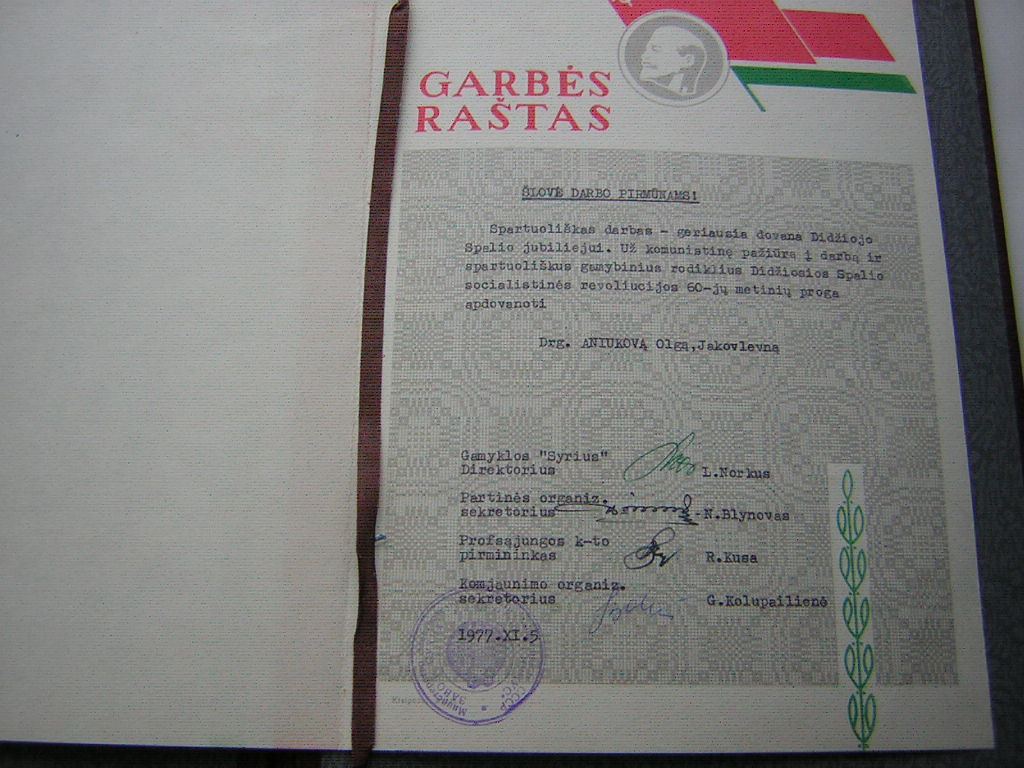 GARBĖS
RAŠTAS
ŠLOVĖ DARBO PIRMŪNAMS!
Spartuoliškas darbas - geriausia dovana Didžiojo
Spalio jubiliejui. Už komunistinę pažiūrą į darbą ir
spartuoliškus gamybinius rodiklius Didžiosios Spalio
socialistinės revoliucijos 60-jų metinių proga
apdovanoti
Drg. ANIUKOVĄ Olgą,Jakovlevną
Gamyklos "Syrius"
Direktorius L.Norkus
Partinės organiz.
sekretorius -N.Blynovas
Profsąjungos k-to
pirmininkas R.Kusa
Komjaunimo organiz.
sekretorius G.Kolupailienė
1977.XI.5